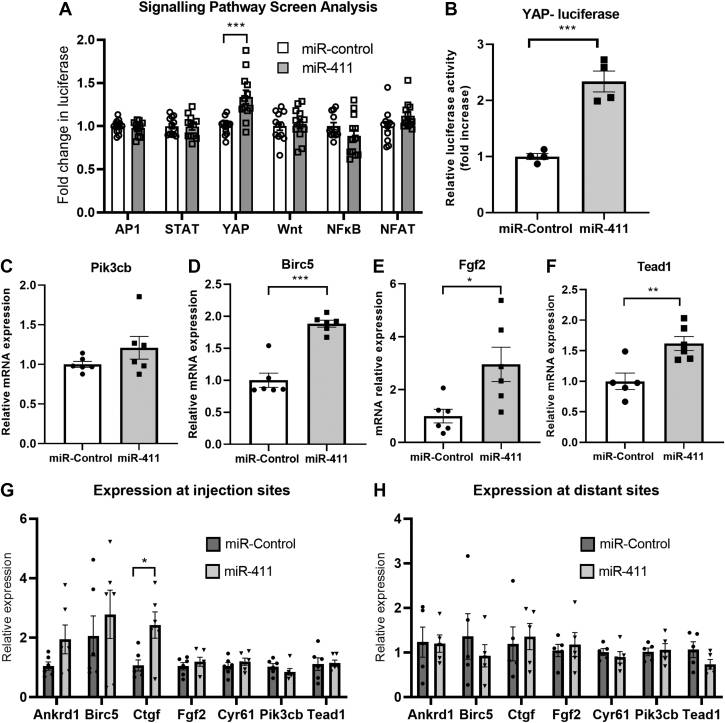 A Signalling Pathway Screen Analysis
***
miR-control
miR-411
Fold change in luciferase
2.0
1.5
1.0
0.5
0.0
AP1 STAT YAP Wnt NFκB NFAT
B YAP- luciferase
***
Relative luciferase activity
(fold increase)
3
2
1
0
miR-Control miR-411
C Pik3cb
Relative mRNA expression
2.0
1.5
1.0
0.5
0.0
miR-Control miR-411
D Birc5
***
Relative mRNA expression
2.0
1.5
1.0
0.5
0.0
miR-Control miR-411
E Fgf2
*
mRNA relative expression
6
4
2
0
miR-Control miR-411
F Tead1
**
Relative mRNA expression
2.0
1.5
1.0
0.5
0.0
miR-Control miR-411
G Expression at injection sites
miR-Control
miR-411
*
Relative expression
6
4
2
0
Ankrd1 Birc5 Ctgf Fgf2 Cyr61 Pik3cb Tead1
H Expression at distant sites
miR-Control
miR-411
Relative expression
4
3
2
1
0
Ankrd1 Birc5 Ctgf Fgf2 Cyr61 Pik3cb Tead1